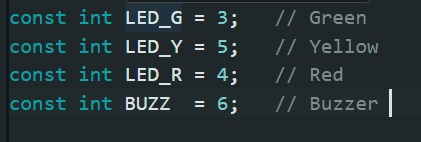 const int LED_G = 3;   // Green
const int LED_Y = 5;   // Yellow
const int LED_R = 4;   // Red
const int BUZZ  = 6;   // Buzzer